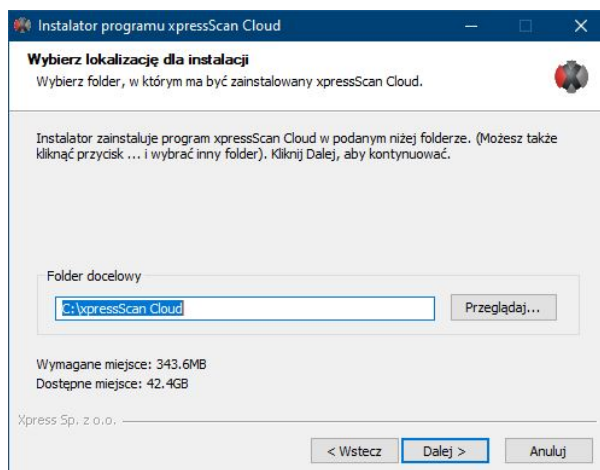 Instalator programu xpressScan Cloud
Wybierz lokalizację dla instalacji
Wybierz folder, w którym ma być zainstalowany xpressScan Cloud.
Instalator zainstaluje program xpressScan Cloud w podanym niżej folderze. (Możesz także
kliknąć przycisk ... i wybrać inny folder). Kliknij Dalej, aby kontynuować.
Folder docelowy
C:\xpressScan Cloud
Przeglądaj...
Wymagane miejsce: 343.6MB
Dostępne miejsce: 42.4GB
Xpress Sp. z o.o.
< Wstecz
Dalej >
Anuluj